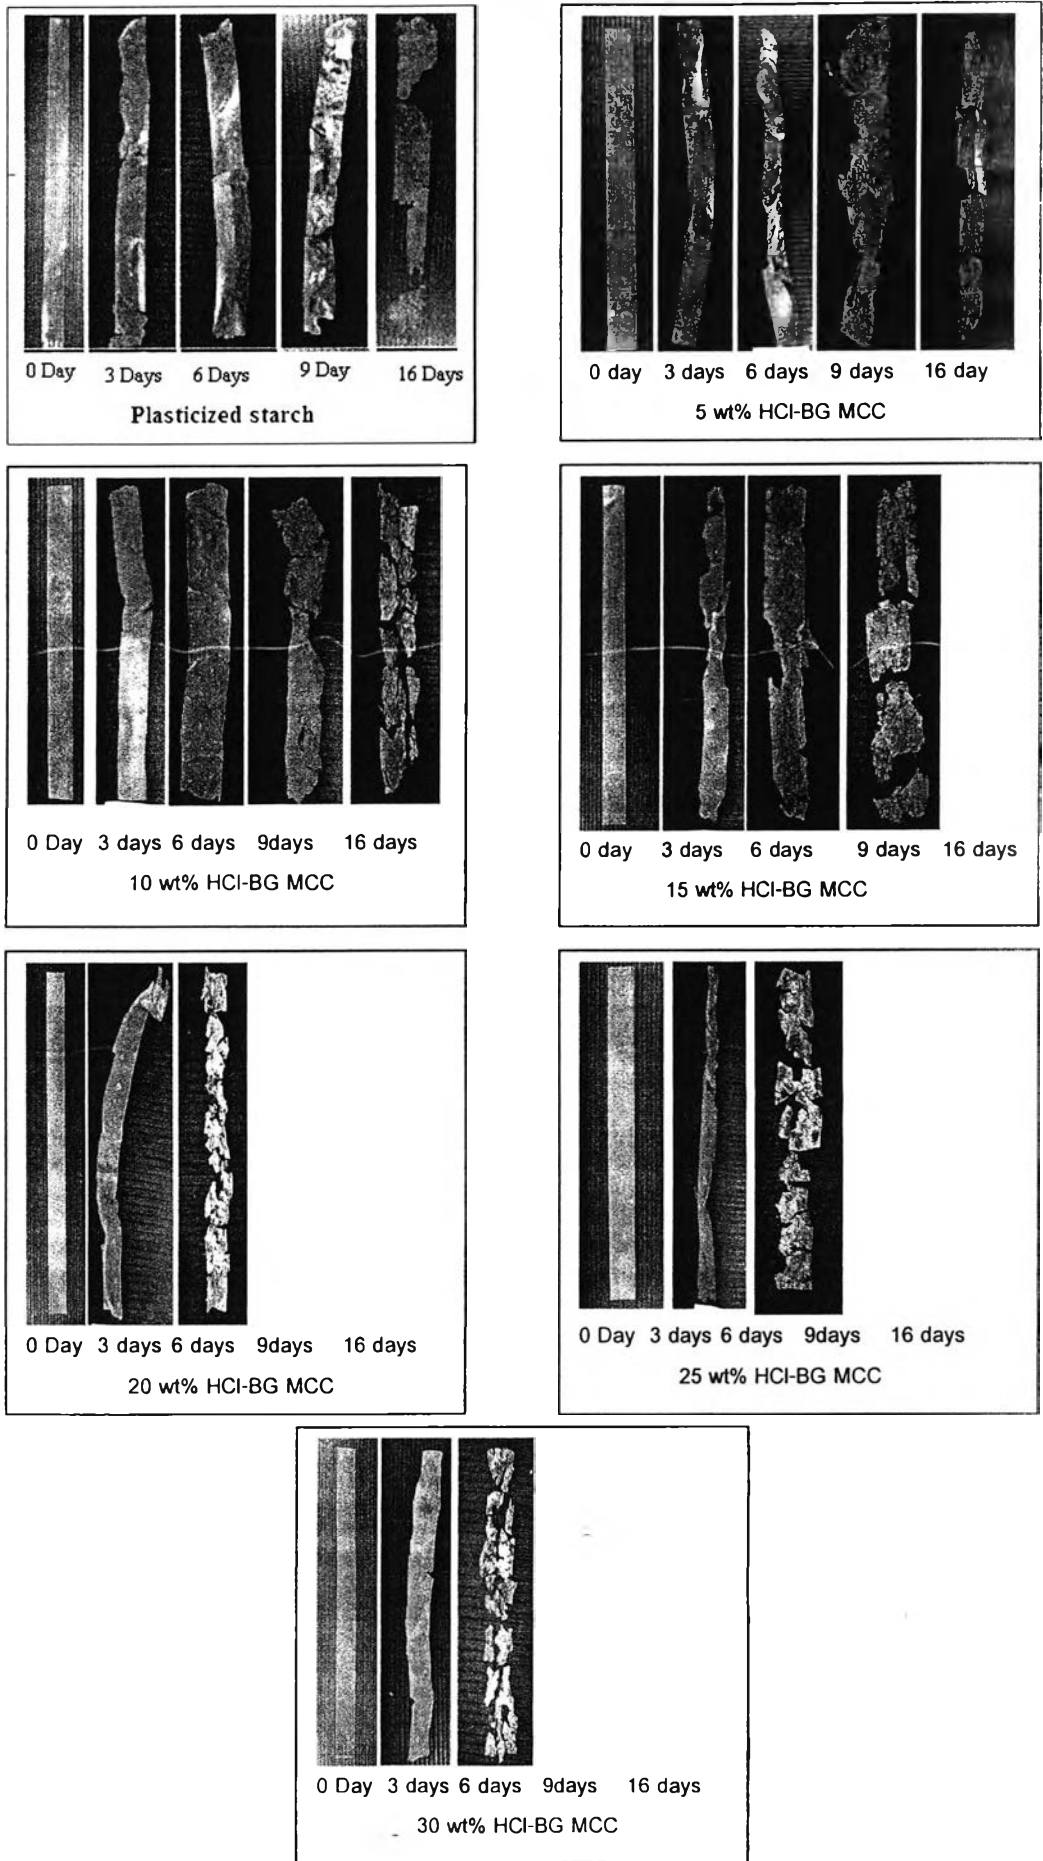 0 Day 3 Days 6 Days 9 Day 16 Days
Plasticized starch
0 day 3 days 6 days 9 days 16 day
5 wt% HCl-BG MCC
0 Day 3 days 6 days 9days 16 days
10 wt% HCl-BG MCC
0 day 3 days 6 days 9 days 16 days
15 wt% HCl-BG MCC
0 Day 3 days 6 days 9days 16 days
20 wt% HCl-BG MCC
0 Day 3 days 6 days 9days 16 days
25 wt% HCl-BG MCC
0 Day 3 days 6 days 9days 16 days
30 wt% HCl-BG MCC